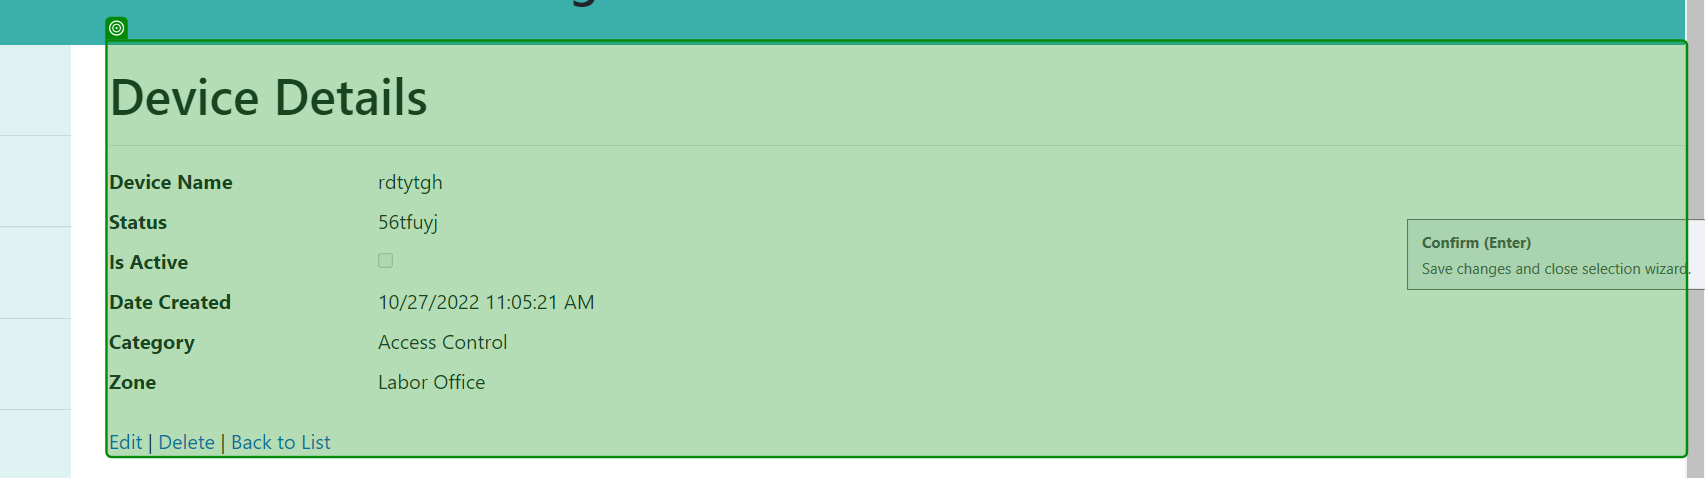 Device Details
Device Name rdtytgh
Status 56tfuyj
Is Active
Date Created 10/27/2022 11:05:21 AM
Category Access Control
Zone Labor Office
Edit | Delete | Back to List
Confirm (Enter)
Save changes and close selection wizard.